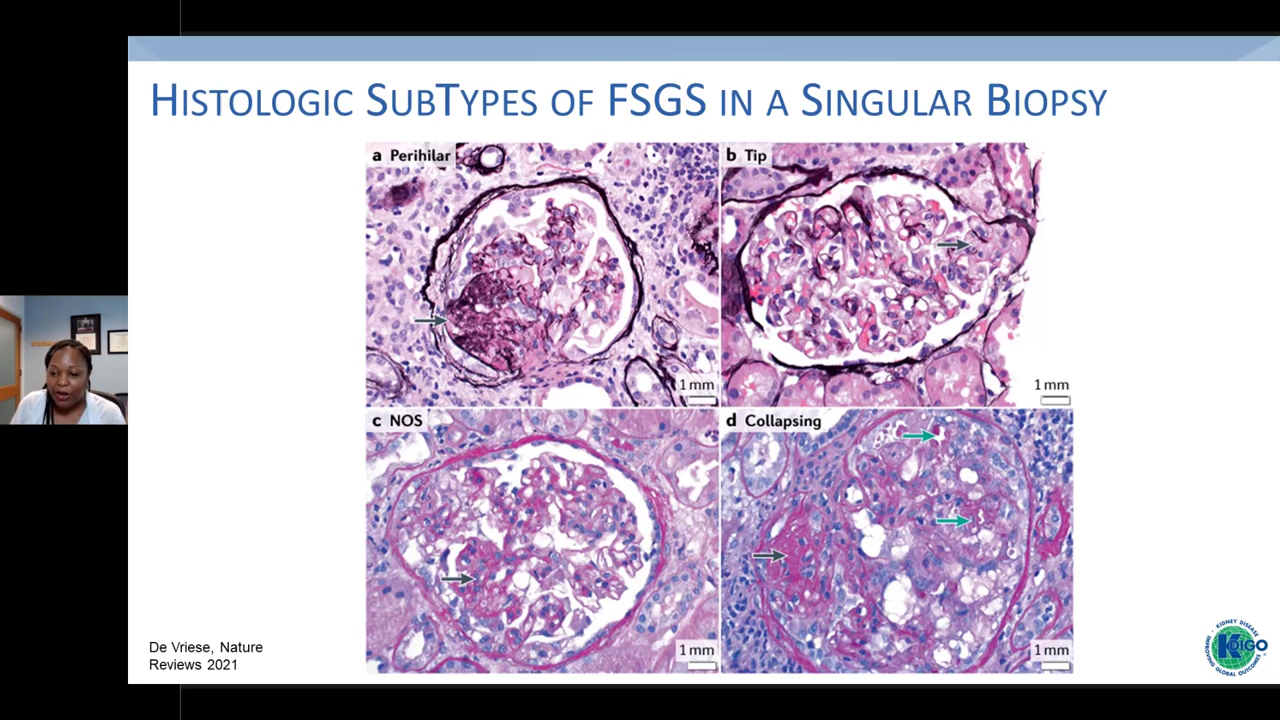 HISTOLOGIC SUBTYPES OF FSGS IN A SINGULAR BIOPSY
a Perihilar
b Tip
1 mm
1 mm
c NOS
d Collapsing
1 mm
1 mm
De Vriese, Nature
Reviews 2021
KIDNEY DISEASE
KDIGO
IMPROVING GLOBAL OUTCOMES